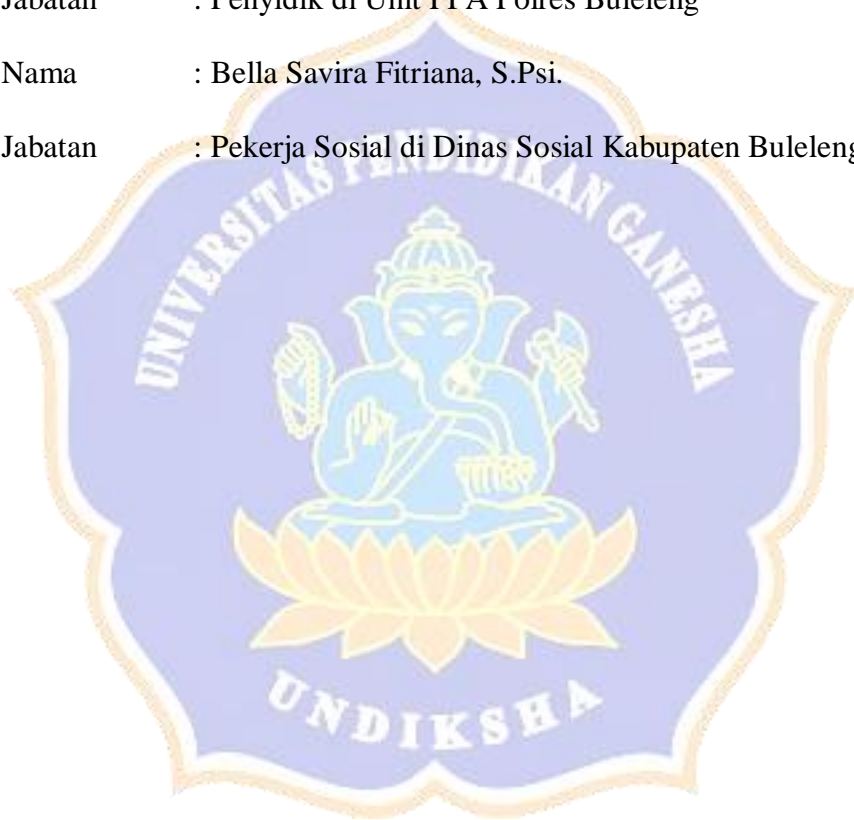 Jabatan : Penyidik di Unit PPA Polres Buleleng
Nama : Bella Savira Fitriana, S.Psi.
Jabatan : Pekerja Sosial di Dinas Sosial Kabupaten Buleleng
UNIVERSITAS PENDIDIKAN GANESHA
UNDIKSHA